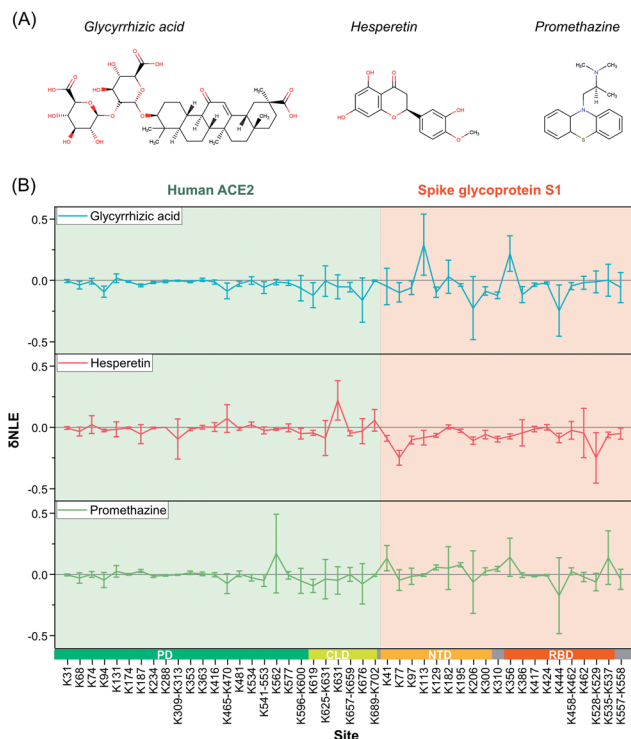 (A)
Glycyrrhizic acid
Hesperetin
Promethazine
(B)
Human ACE2
Spike glycoprotein S1
Glycyrrhizic acid
0.5
0.0
-0.5
Hesperetin
0.5
0.0
-0.5
Promethazine
0.5
0.0
-0.5
δNLE
PD
CLD
NTD
RBD
K31
K68
K74
K94
K131
K174
K187
K234
K288
K309-K313
K353
K363
K416
K465-K470
K481
K534
K541-553
K562
K577
K596-K600
K619
K625-K631
K631
K657-K659
K676
K689-K702
K41
K77
K97
K113
K129
K182
K195
K206
K300
K310
K356
K386
K417
K424
K444
K458-K462
K462
K528-K529
K535-K537
K557-K558
Site